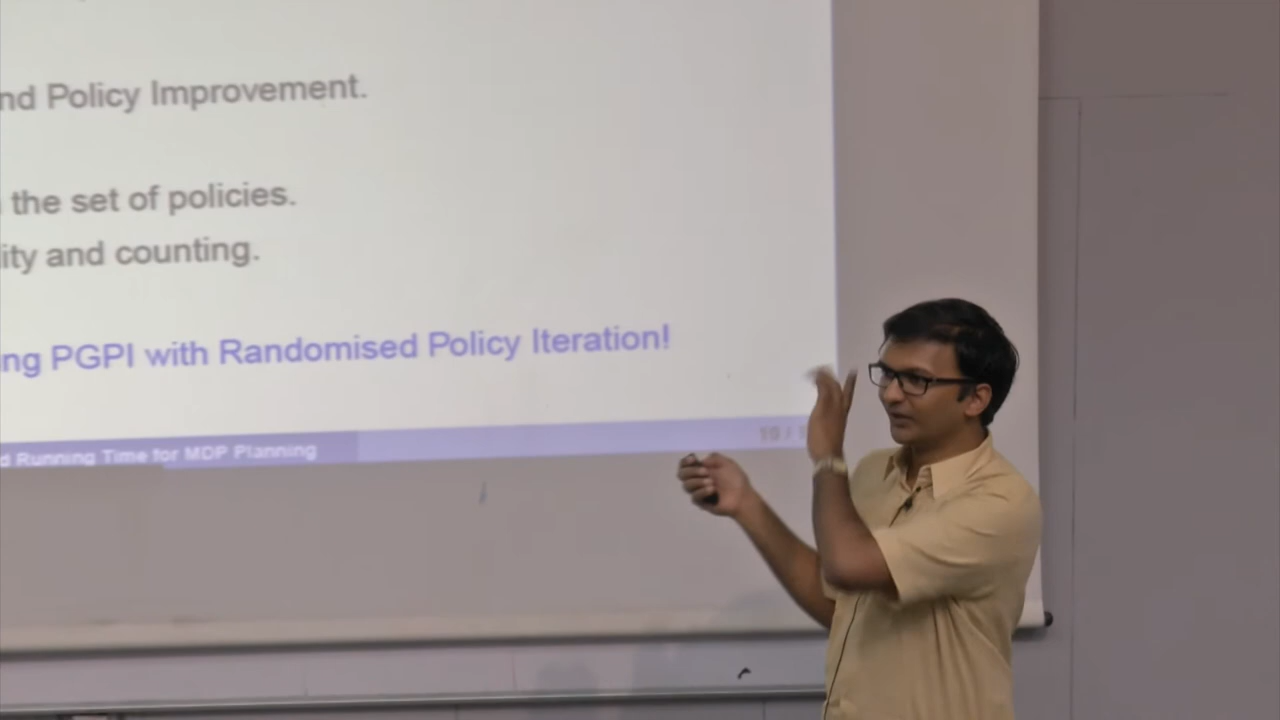 nd Policy Improvement.
the set of policies.
lity and counting.
ng PGPI with Randomised Policy Iteration!
d Running Time for MDP Planning